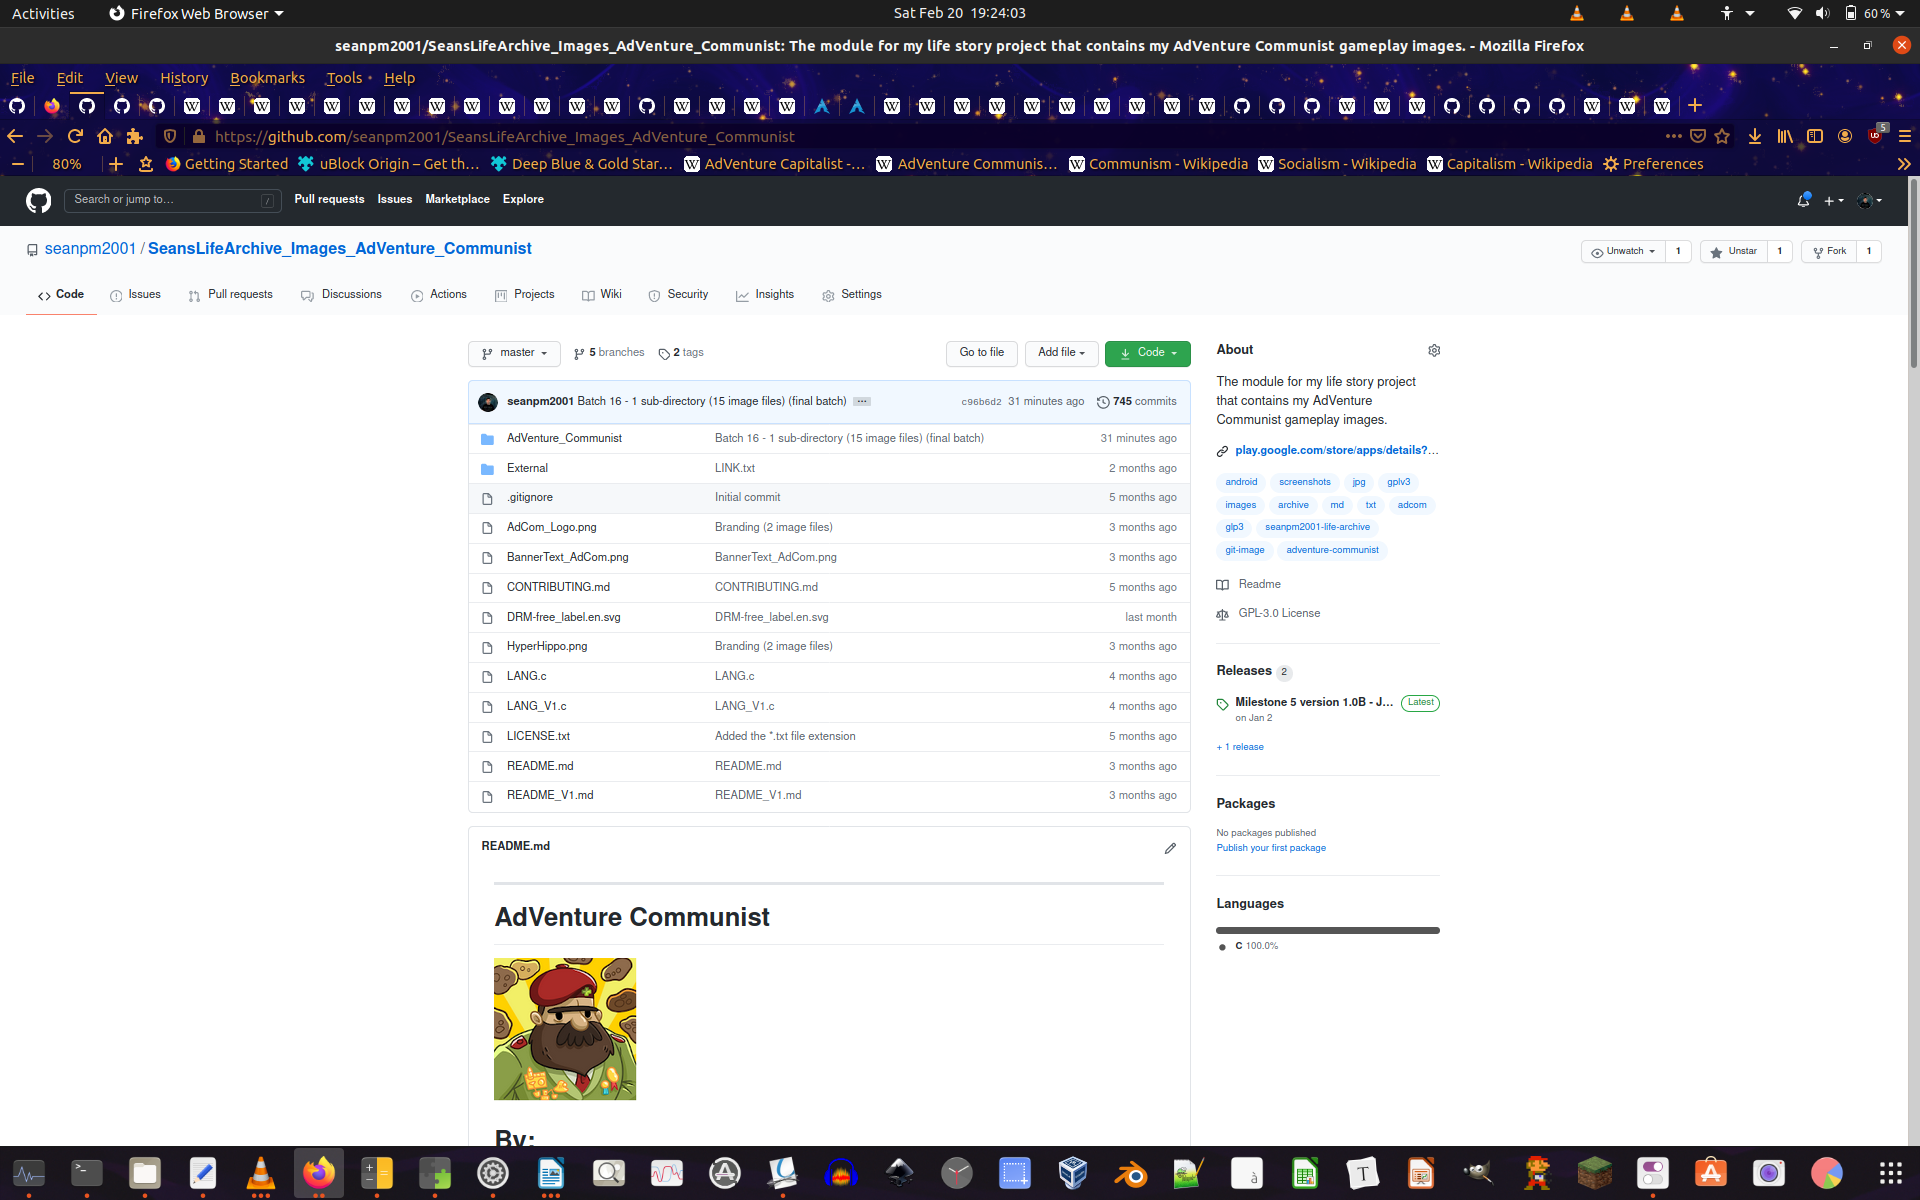 Activities Firefox Web Browser Sat Feb 20 19:24:03 60 %
seanpm2001/SeansLifeArchive_Images_AdVenture_Communist: The module for my life story project that contains my AdVenture Communist gameplay images. - Mozilla Firefox
File Edit View History Bookmarks Tools Help
https://github.com/seanpm2001/SeansLifeArchive_Images_AdVenture_Communist 5
80% Getting Started uBlock Origin – Get th… Deep Blue & Gold Star… AdVenture Capitalist -… AdVenture Communis… Communism - Wikipedia Socialism - Wikipedia Capitalism - Wikipedia Preferences
Search or jump to… / Pull requests Issues Marketplace Explore
seanpm2001 / SeansLifeArchive_Images_AdVenture_Communist Unwatch 1 Unstar 1 Fork 1
Code Issues Pull requests Discussions Actions Projects Wiki Security Insights Settings
master 5 branches 2 tags Go to file Add file Code
seanpm2001 Batch 16 - 1 sub-directory (15 image files) (final batch) … c96b6d2 31 minutes ago 745 commits
AdVenture_Communist Batch 16 - 1 sub-directory (15 image files) (final batch) 31 minutes ago
External LINK.txt 2 months ago
.gitignore Initial commit 5 months ago
AdCom_Logo.png Branding (2 image files) 3 months ago
BannerText_AdCom.png BannerText_AdCom.png 3 months ago
CONTRIBUTING.md CONTRIBUTING.md 5 months ago
DRM-free_label.en.svg DRM-free_label.en.svg last month
HyperHippo.png Branding (2 image files) 3 months ago
LANG.c LANG.c 4 months ago
LANG_V1.c LANG_V1.c 4 months ago
LICENSE.txt Added the *.txt file extension 5 months ago
README.md README.md 3 months ago
README_V1.md README_V1.md 3 months ago
README.md
AdVenture Communist
By:
About
The module for my life story project
that contains my AdVenture
Communist gameplay images.
play.google.com/store/apps/details?…
android screenshots jpg gplv3
images archive md txt adcom
glp3 seanpm2001-life-archive
git-image adventure-communist
Readme
GPL-3.0 License
Releases 2
Milestone 5 version 1.0B - J… Latest
on Jan 2
+ 1 release
Packages
No packages published
Publish your first package
Languages
C 100.0%